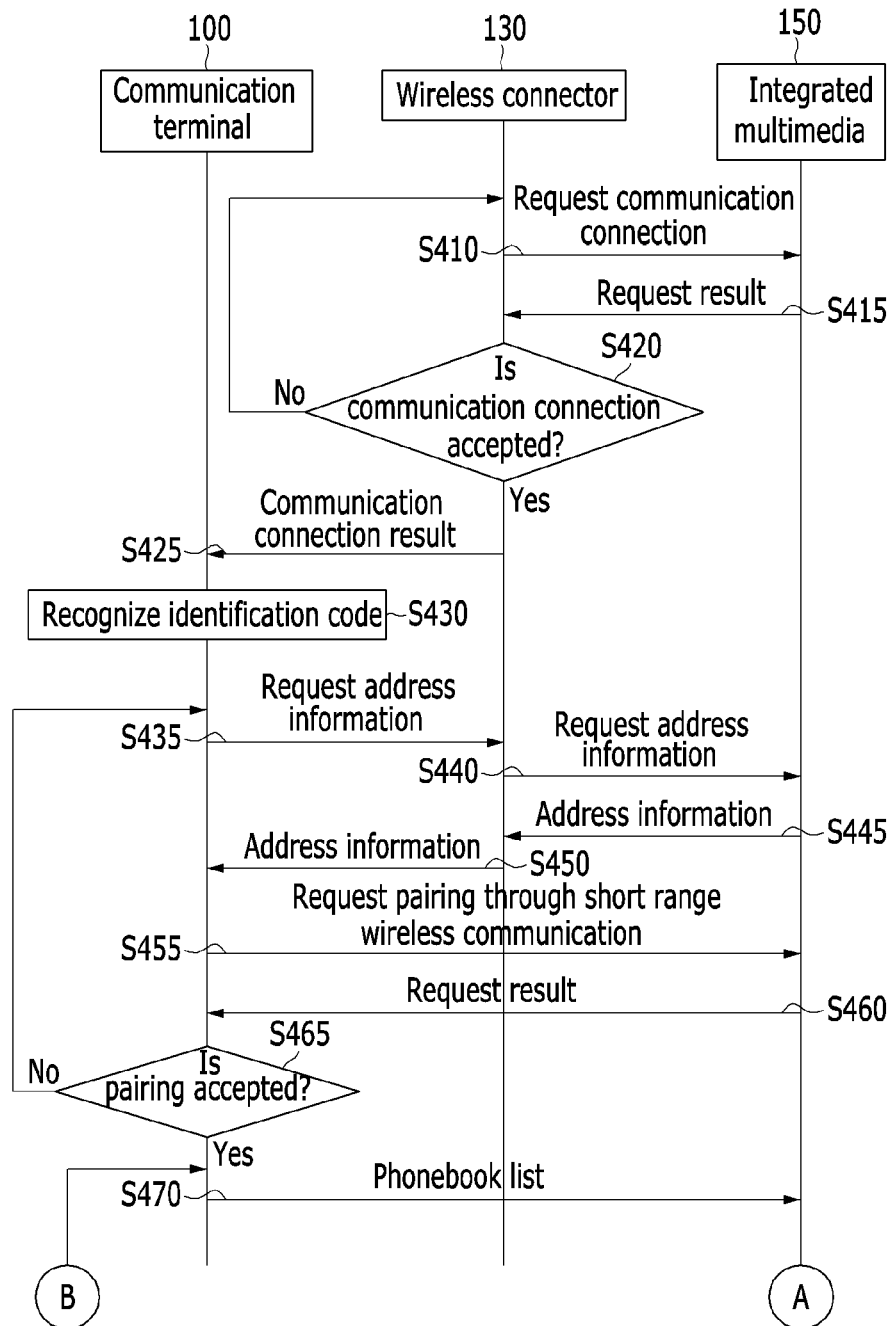 100
130
150
Communication
terminal
Wireless connector
Integrated
multimedia
Request communication
connection
S410
Request result
S415
S420
Is
communication connection
accepted?
No
Yes
Communication
connection result
S425
Recognize identification code
S430
Request address
information
S435
Request address
information
S440
Address information
S445
Address information
S450
Request pairing through short range
wireless communication
S455
Request result
S460
S465
Is
pairing accepted?
No
Yes
Phonebook list
S470
B
A